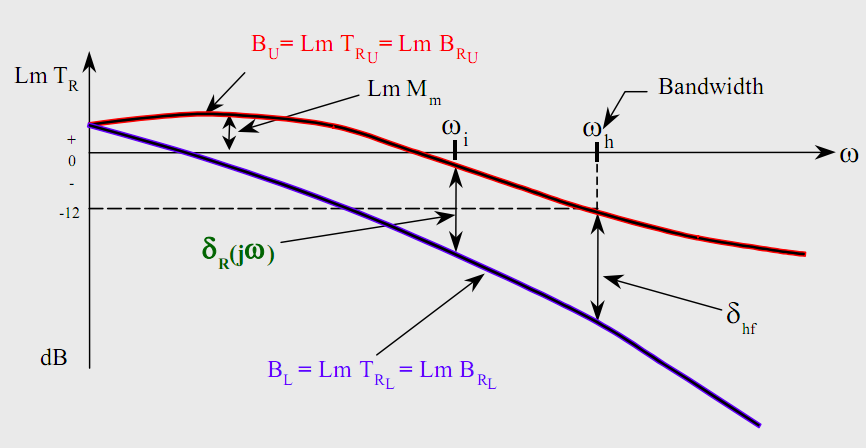 B_U = Lm T_R_U = Lm B_R_U
Lm T_R
Lm M_m
Bandwidth
ω_i
ω_h
+
0
-
-12
ω
δ_R(jω)
δ_hf
dB
B_L = Lm T_R_L = Lm B_R_L